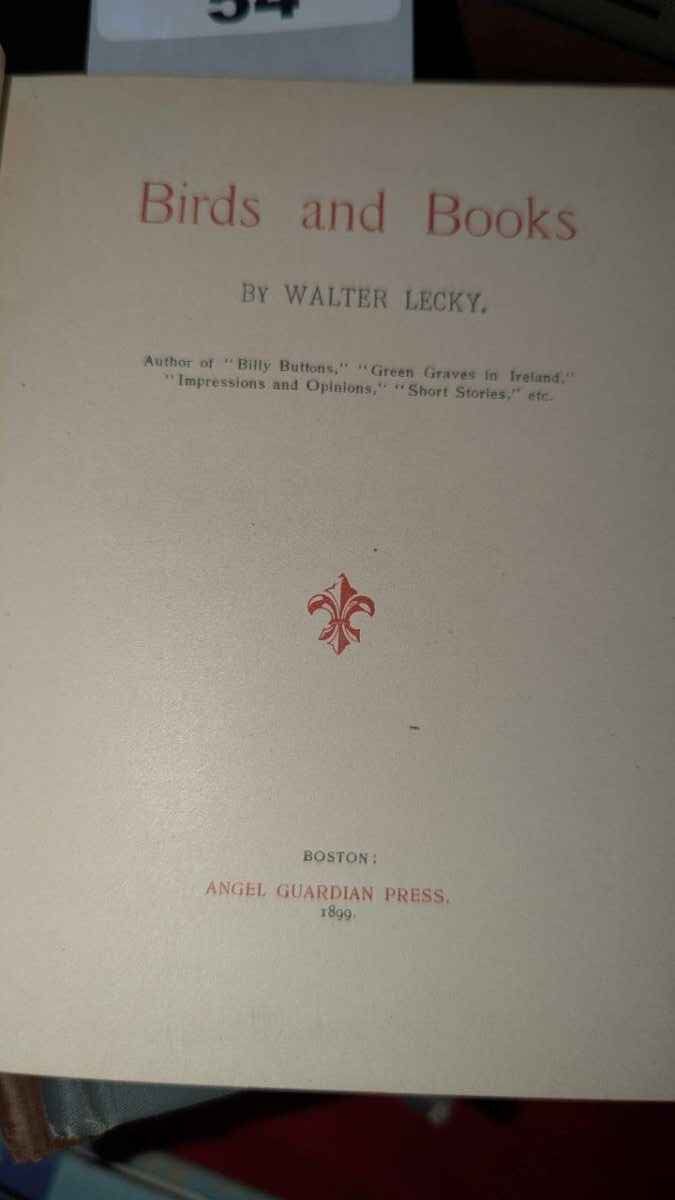 54
Birds and Books
BY WALTER LECKY.
Author of "Billy Buttons," "Green Graves in Ireland,"
"Impressions and Opinions," "Short Stories," etc.
BOSTON:
ANGEL GUARDIAN PRESS,
1899.